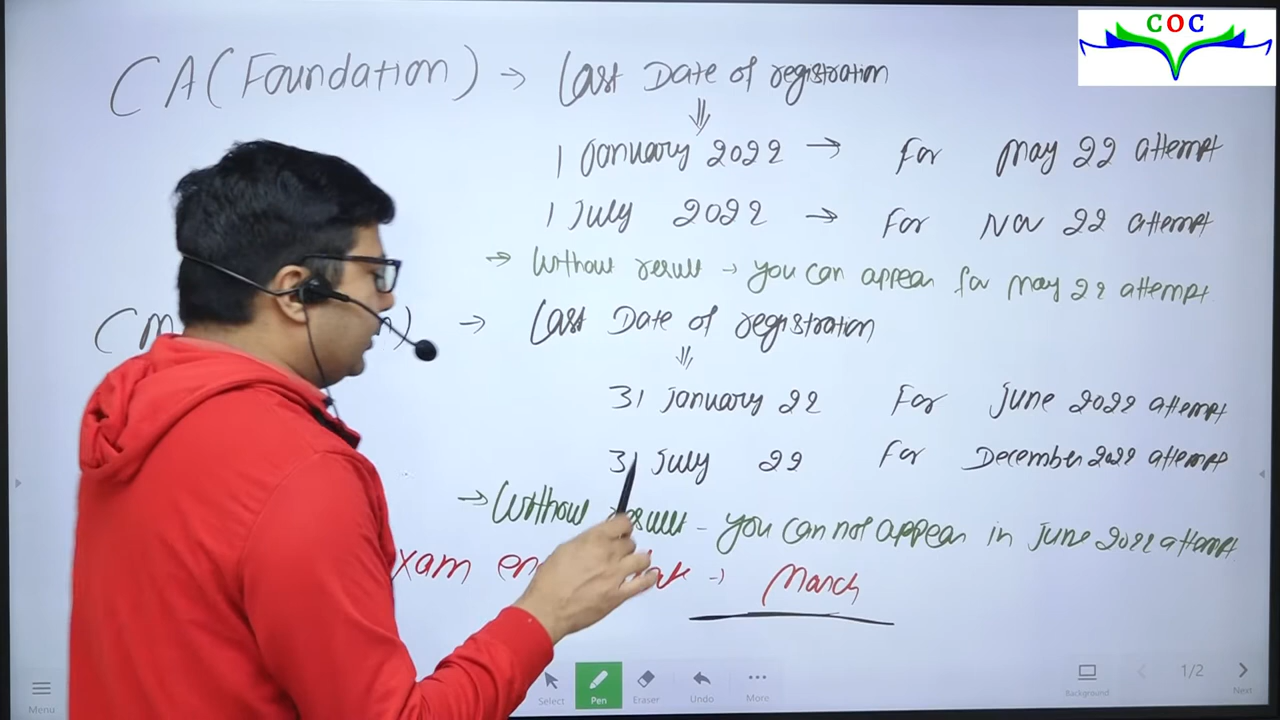 COC
CA (Foundation) → Last Date of registration
1 January 2022 → For May 22 attempt
1 July 2022 → For Nov 22 attempt
→ Without result → you can appear for May 22 attempt
→ Last Date of registration
31 January 22 For June 2022 attempt
31 July 22 For December 2022 attempt
→ Without result - you can not appear in June 2022 attempt
→ March
Menu
Select
Pen
Eraser
Undo
More
Background
1/2
Next